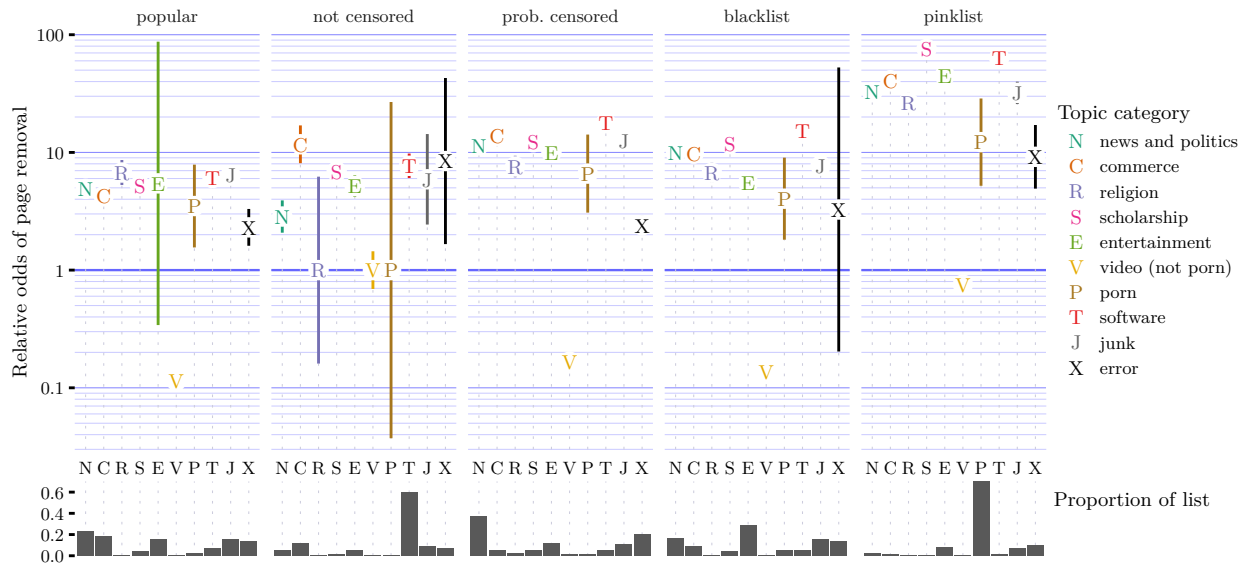 popular not censored prob. censored blacklist pinklist
Relative odds of page removal
100
10
1
0.1
N C R S E V P T J X
N C R S E V P T J X
N C R S E V P T J X
N C R S E V P T J X
N C R S E V P T J X
Topic category
N news and politics
C commerce
R religion
S scholarship
E entertainment
V video (not porn)
P porn
T software
J junk
X error
N C R S E V P T J X N C R S E V P T J X N C R S E V P T J X N C R S E V P T J X N C R S E V P T J X
0.6
0.4
0.2
0.0
Proportion of list